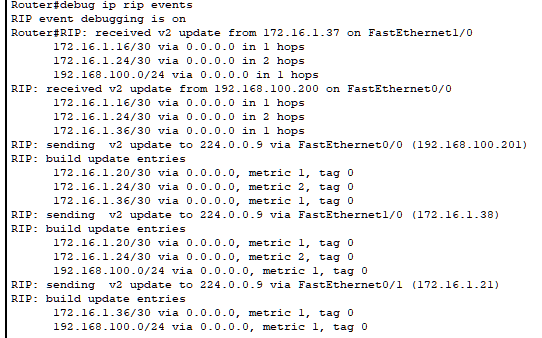 Router#debug ip rip events
RIP event debugging is on
Router#RIP: received v2 update from 172.16.1.37 on FastEthernet1/0
172.16.1.16/30 via 0.0.0.0 in 1 hops
172.16.1.24/30 via 0.0.0.0 in 2 hops
192.168.100.0/24 via 0.0.0.0 in 1 hops
RIP: received v2 update from 192.168.100.200 on FastEthernet0/0
172.16.1.16/30 via 0.0.0.0 in 1 hops
172.16.1.24/30 via 0.0.0.0 in 2 hops
172.16.1.36/30 via 0.0.0.0 in 1 hops
RIP: sending  v2 update to 224.0.0.9 via FastEthernet0/0 (192.168.100.201)
RIP: build update entries
172.16.1.20/30 via 0.0.0.0, metric 1, tag 0
172.16.1.24/30 via 0.0.0.0, metric 2, tag 0
172.16.1.36/30 via 0.0.0.0, metric 1, tag 0
RIP: sending  v2 update to 224.0.0.9 via FastEthernet1/0 (172.16.1.38)
RIP: build update entries
172.16.1.20/30 via 0.0.0.0, metric 1, tag 0
172.16.1.24/30 via 0.0.0.0, metric 2, tag 0
192.168.100.0/24 via 0.0.0.0, metric 1, tag 0
RIP: sending  v2 update to 224.0.0.9 via FastEthernet0/1 (172.16.1.21)
RIP: build update entries
172.16.1.36/30 via 0.0.0.0, metric 1, tag 0
192.168.100.0/24 via 0.0.0.0, metric 1, tag 0